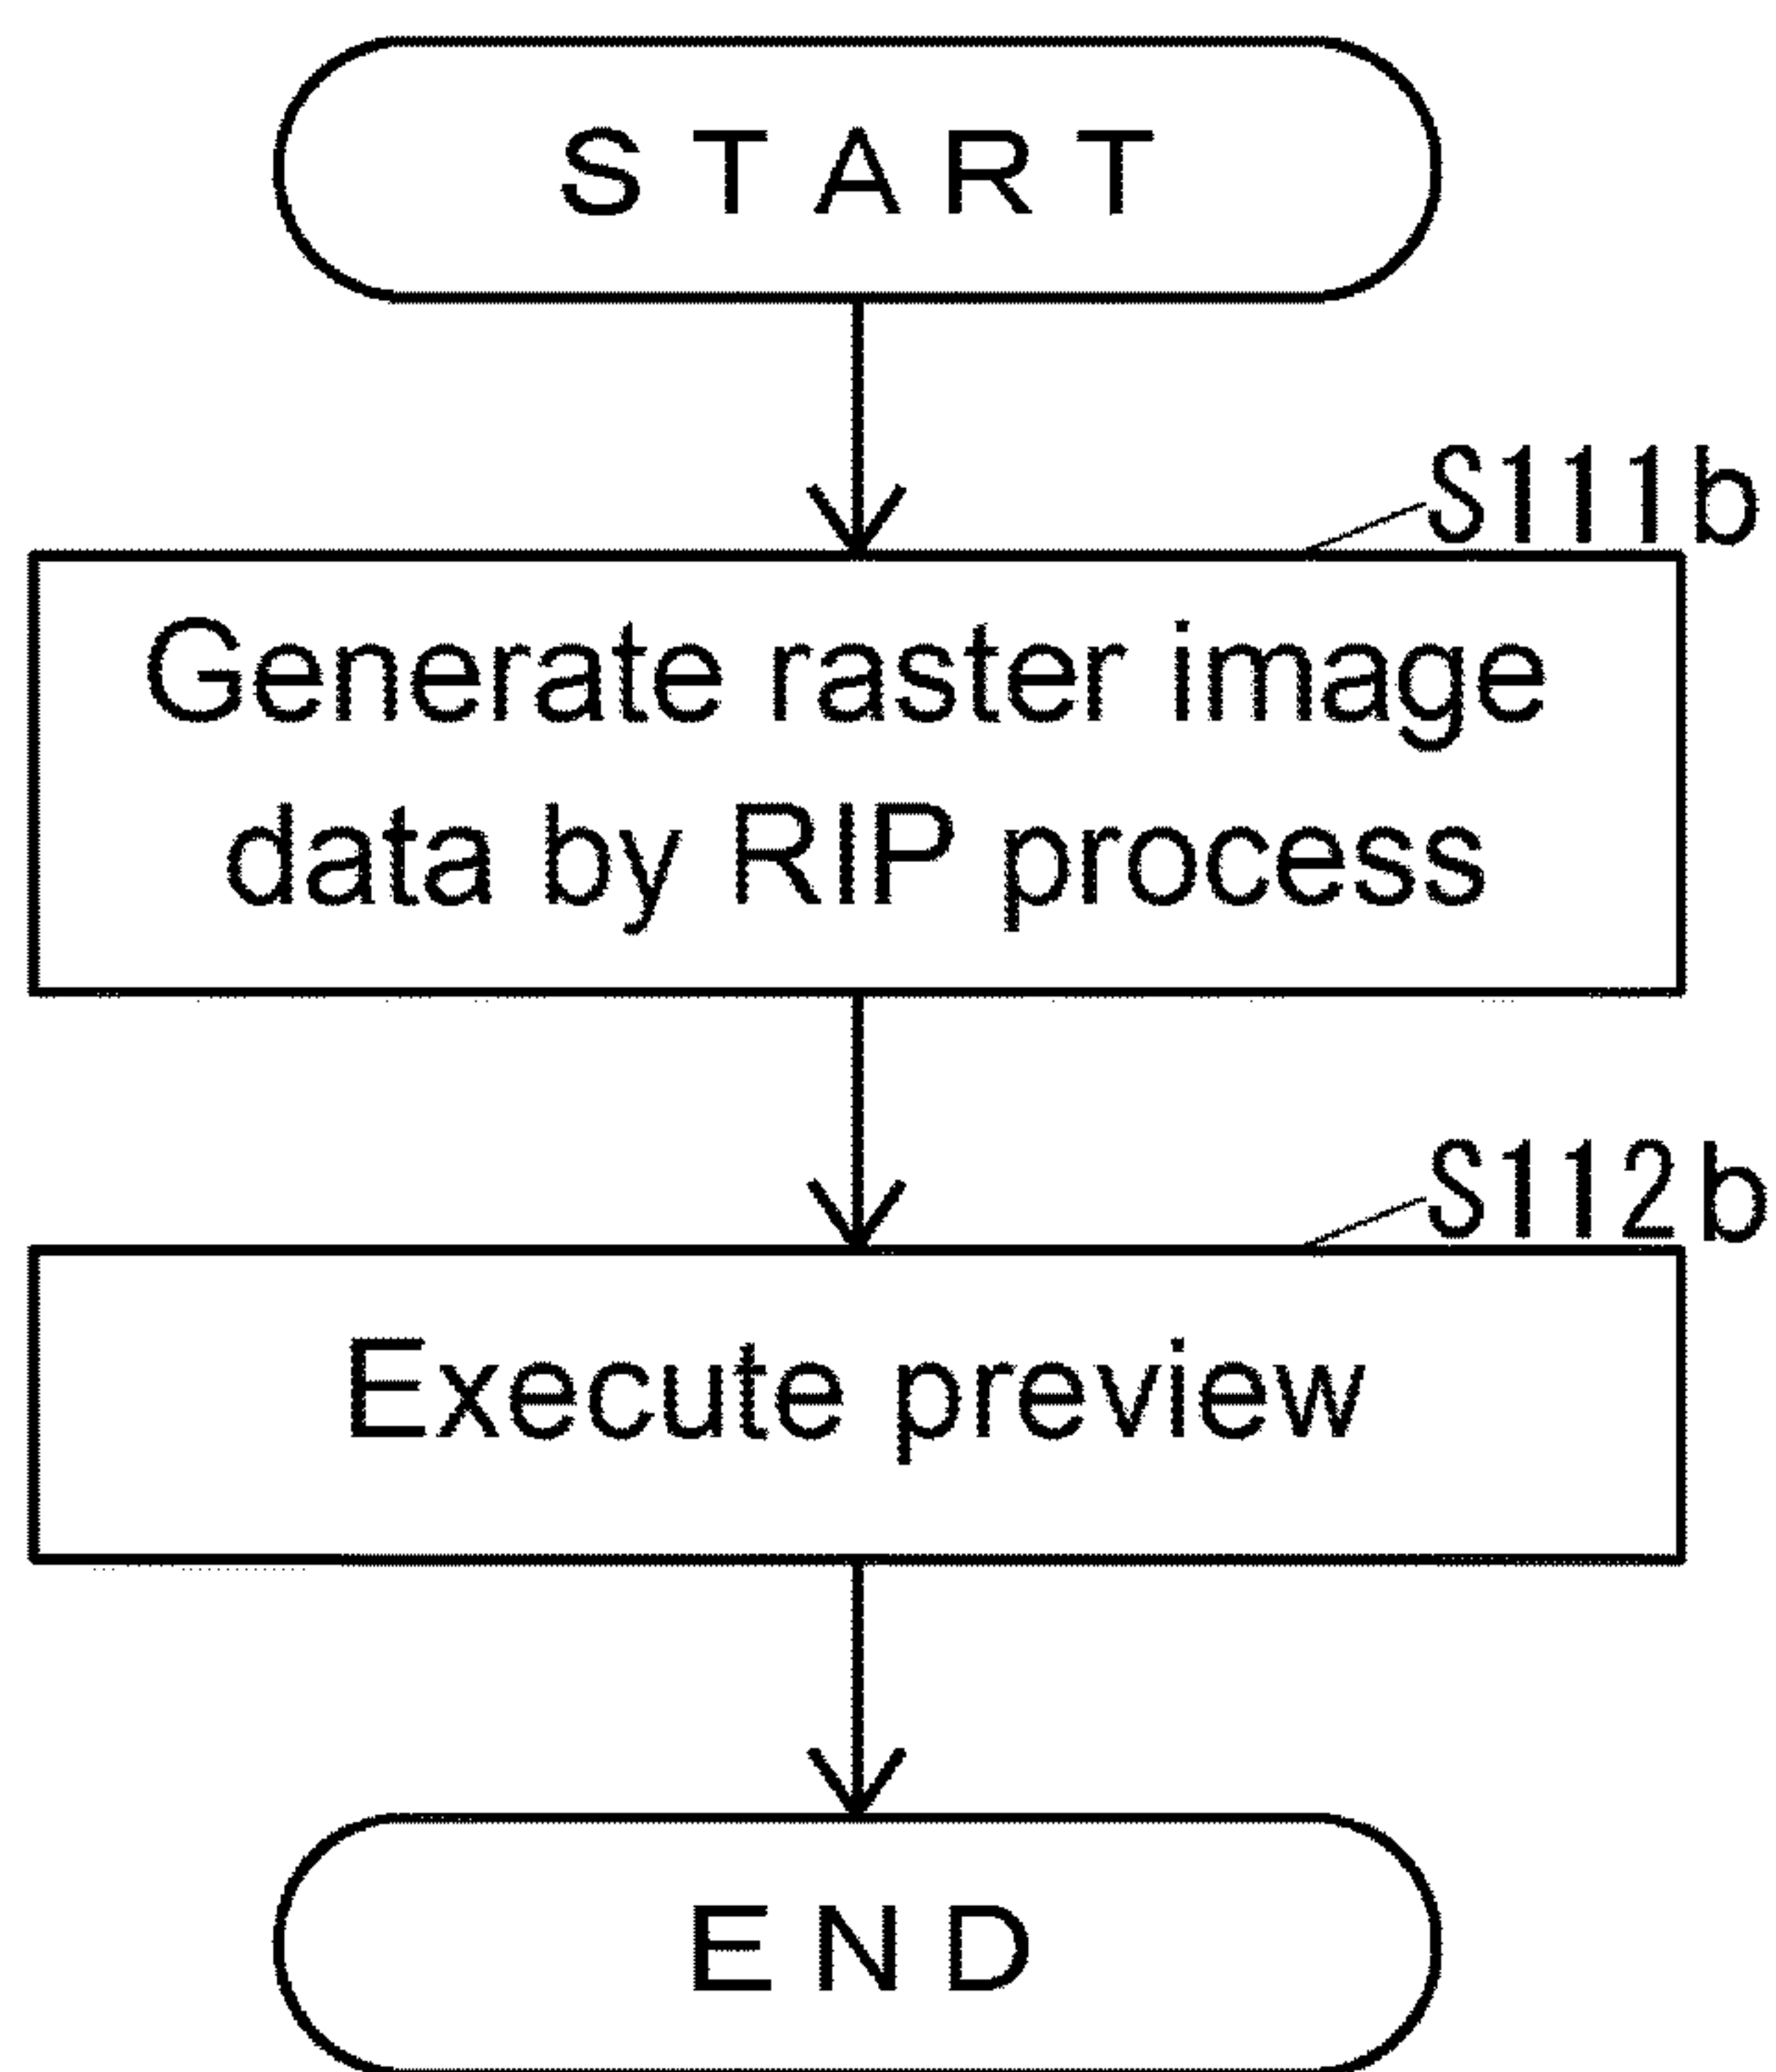 START
S111b
Generate raster image
data by RIP process
S112b
Execute preview
END